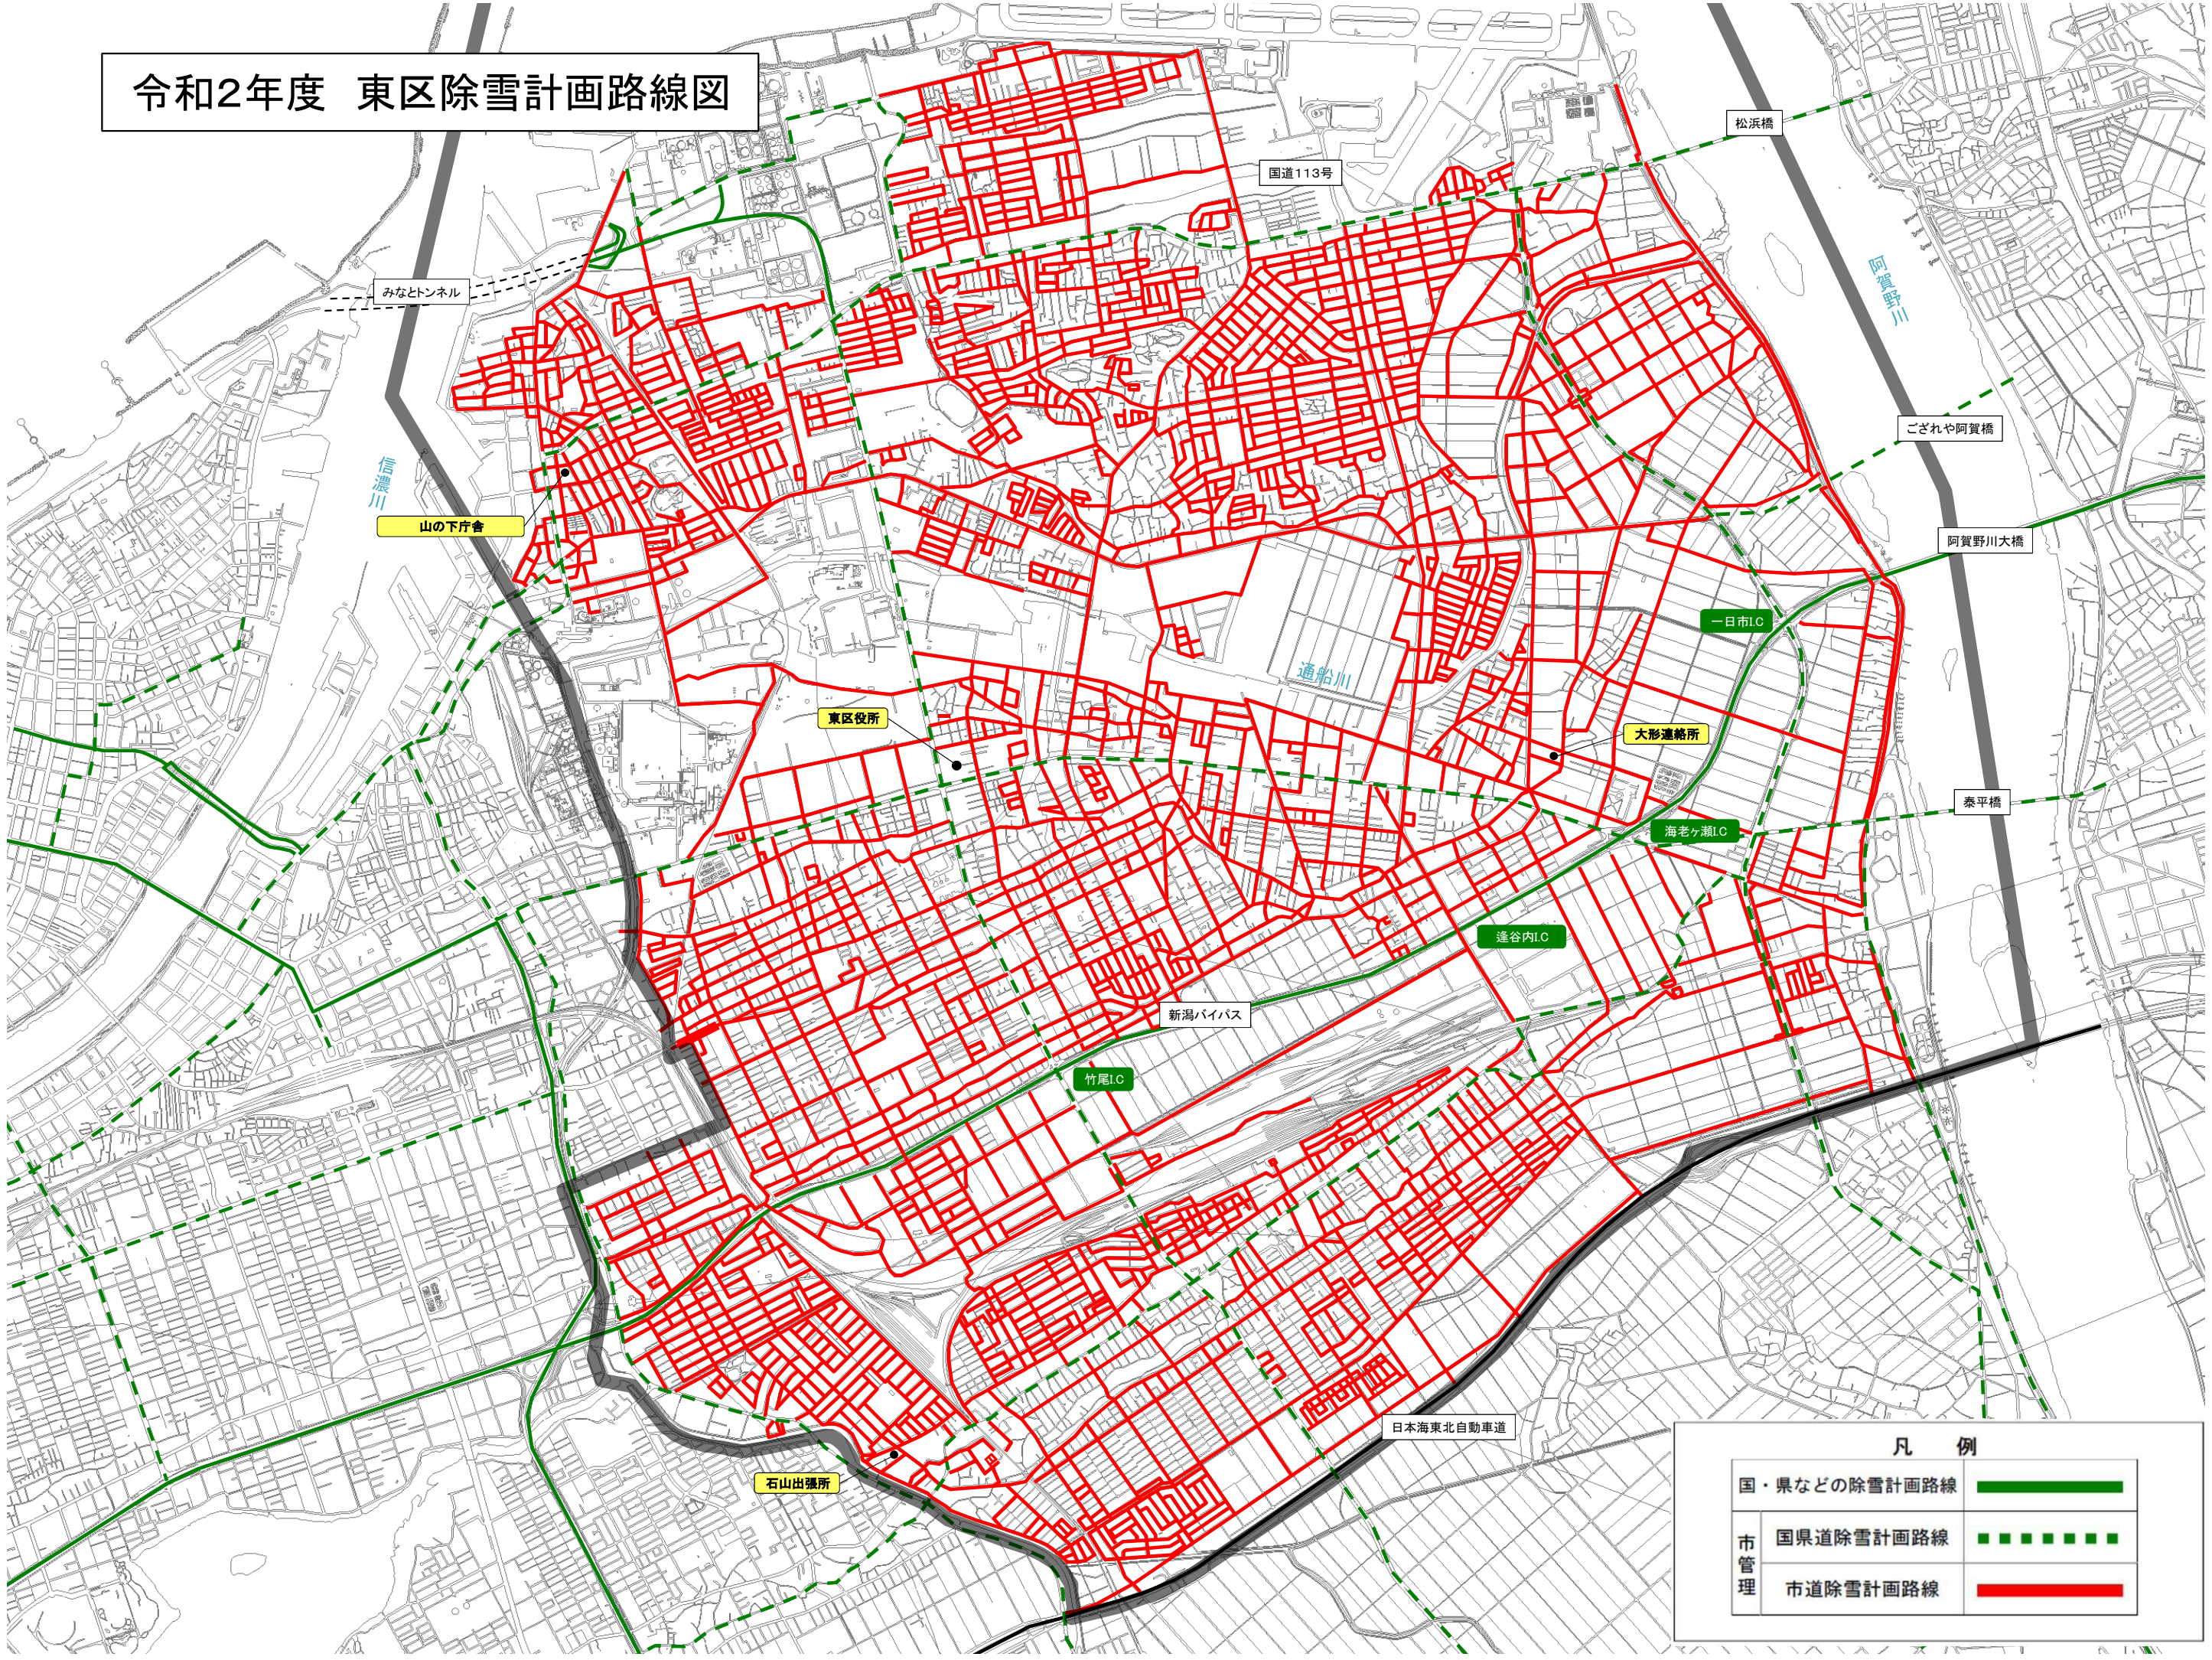 令和2年度　東区除雪計画路線図
松浜橋
国道113号
みなとトンネル
阿賀野川
ござれや阿賀橋
信濃川
山の下庁舎
阿賀野川大橋
一日市I.C
通船川
東区役所
大形連絡所
泰平橋
海老ヶ瀬I.C
逢谷内I.C
新潟バイパス
竹尾I.C
日本海東北自動車道
石山出張所
凡　例
国・県などの除雪計画路線
市管理
国県道除雪計画路線
市道除雪計画路線